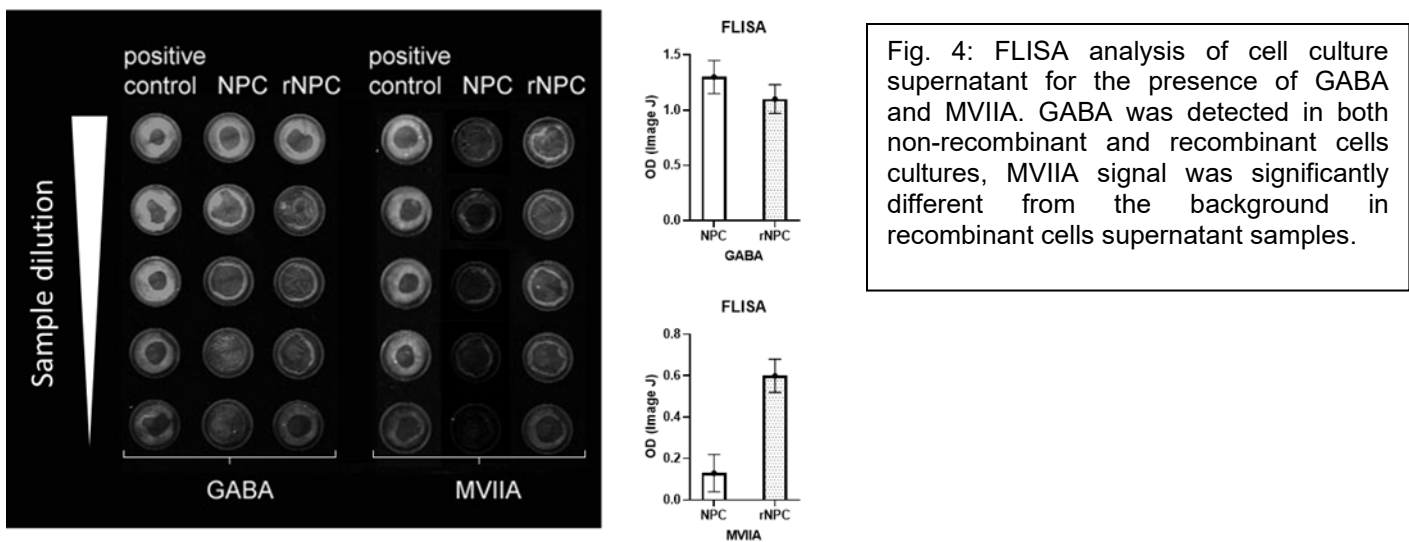 positive
control NPC rNPC
positive
control NPC rNPC
Sample dilution
GABA
MVIIA
FLISA
1.5
1.0
0.5
0.0
OD (Image J)
NPC rNPC
GABA
FLISA
0.8
0.6
0.4
0.2
0.0
OD (Image J)
NPC rNPC
MVIIA
Fig. 4: FLISA analysis of cell culture
supernatant for the presence of GABA
and MVIIA. GABA was detected in both
non-recombinant and recombinant cells
cultures, MVIIA signal was significantly
different from the background in
recombinant cells supernatant samples.